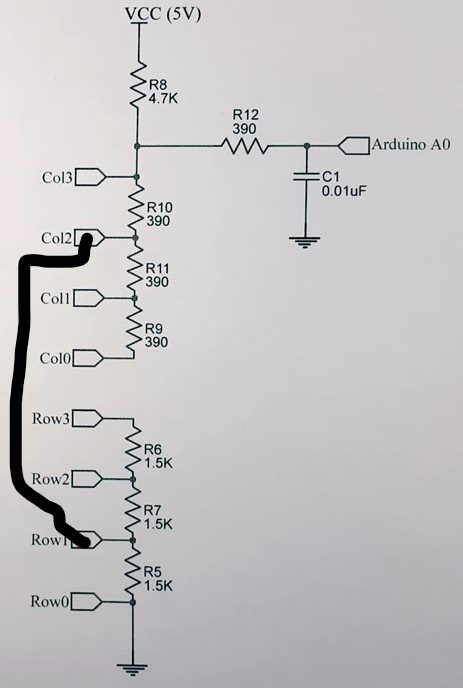 VCC (5V)
R8
4.7K
R12
390
Arduino A0
Col3
C1
0.01uF
R10
390
Col2
R11
390
Col1
R9
390
Col0
Row3
R6
1.5K
Row2
R7
1.5K
Row1
R5
1.5K
Row0